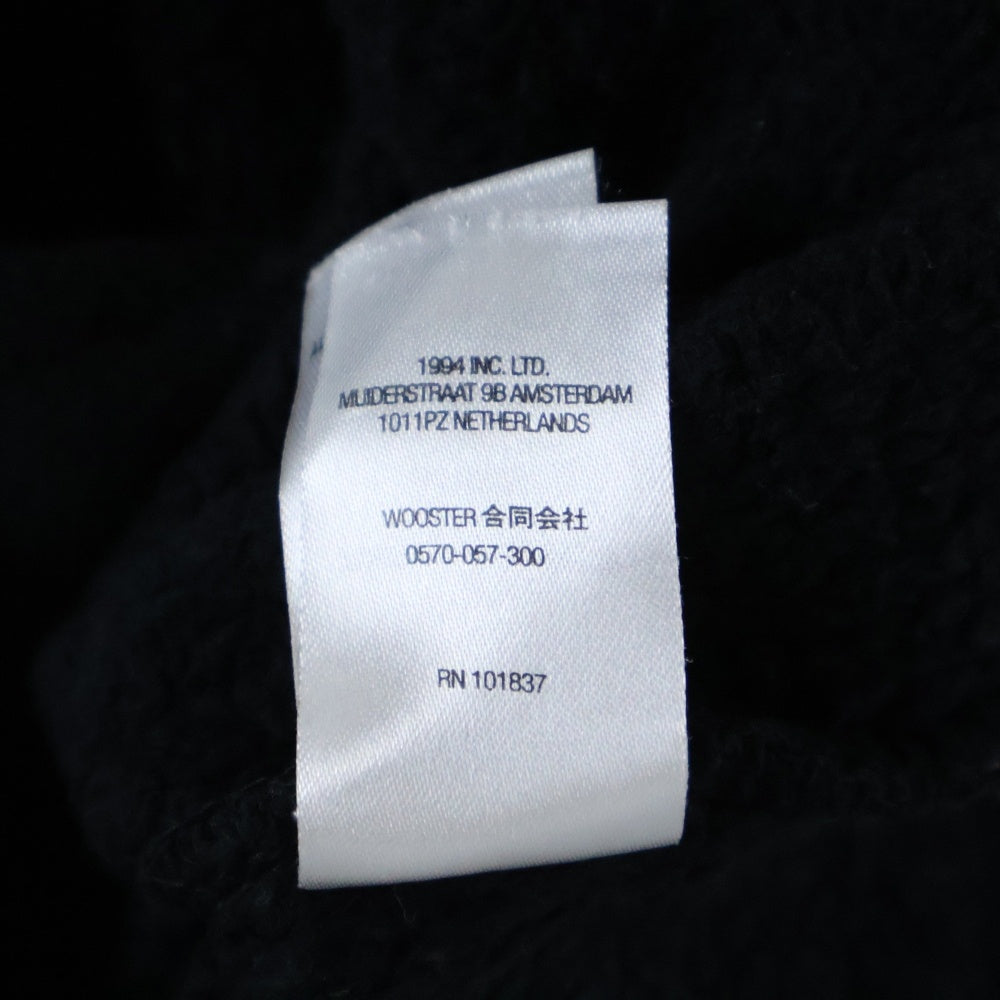 1994 INC. LTD.
MUIDERSTRAAT 9B AMSTERDAM
1011PZ NETHERLANDS
WOOSTER 合同会社
0570-057-300
RN 101837